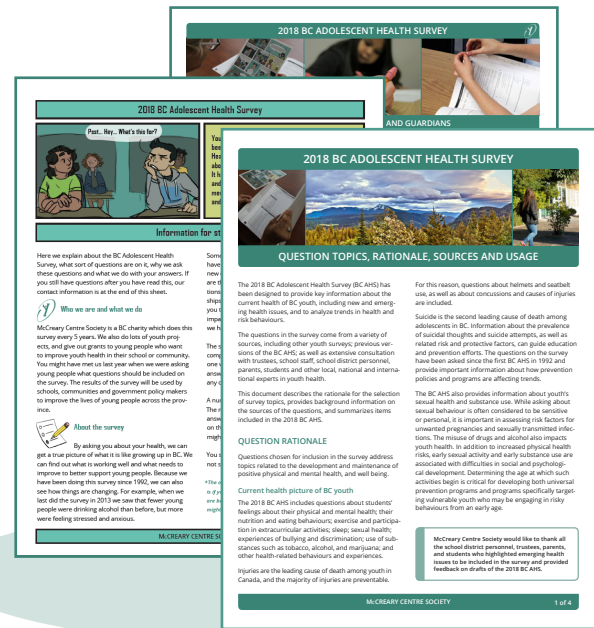 2018 BC ADOLESCENT HEALTH SURVEY
AND GUARDIANS
2018 BC Adolescent Health Survey
Psst... Hey... What's this for?
You
bee
Hea
abo
It h
and
mes
and
Information for st
Here we explain about the BC Adolescent Health
Survey, what sort of questions are on it, why we ask
these questions and what we do with your answers. If
you still have questions after you have read this, our
contact information is at the end of this sheet.
Who we are and what we do
McCreary Centre Society is a BC charity which does this
survey every 5 years. We also do lots of youth proj-
ects, and give out grants to young people who want
to improve youth health in their school or community.
You might have met us last year when we were asking
young people what questions should be included on
the survey. The results of the survey will be used by
schools, communities and government policy makers
to improve the lives of young people across the prov-
ince.
About the survey
By asking you about your health, we can
get a true picture of what it is like growing up in BC. We
can find out what is working well and what needs to
improve to better support young people. Because we
have been doing this survey since 1992, we can also
see how things are changing. For example, when we
last did the survey in 2013 we saw that fewer young
people were drinking alcohol than before, but more
were feeling stressed and anxious.
Some
have
new
are th
tions
ships
you s
impe
we h
The s
comp
one v
answ
any c
A nur
The r
answ
on th
migh
You s
not s
McCREARY CENTRE SO
2018 BC ADOLESCENT HEALTH SURVEY
QUESTION TOPICS, RATIONALE, SOURCES AND USAGE
The 2018 BC Adolescent Health Survey (BC AHS) has
been designed to provide key information about the
current health of BC youth, including new and emerg-
ing health issues, and to analyze trends in health and
risk behaviours.
The questions in the survey come from a variety of
sources, including other youth surveys; previous ver-
sions of the BC AHS; as well as extensive consultation
with trustees, school staff, school district personnel,
parents, students and other local, national and interna-
tional experts in youth health.
This document describes the rationale for the selection
of survey topics, provides background information on
the sources of the questions, and summarizes items
included in the 2018 BC AHS.
QUESTION RATIONALE
Questions chosen for inclusion in the survey address
topics related to the development and maintenance of
positive physical and mental health, and well being.
Current health picture of BC youth
The 2018 BC AHS includes questions about students'
feelings about their physical and mental health; their
nutrition and eating behaviours; exercise and participa-
tion in extracurricular activities; sleep; sexual health;
experiences of bullying and discrimination; use of sub-
stances such as tobacco, alcohol, and marijuana; and
other health-related behaviours and experiences.
Injuries are the leading cause of death among youth in
Canada, and the majority of injuries are preventable.
For this reason, questions about helmets and seatbelt
use, as well as about concussions and causes of injuries
are included.
Suicide is the second leading cause of death among
adolescents in BC. Information about the prevalence
of suicidal thoughts and suicide attempts, as well as
related risk and protective factors, can guide education
and prevention efforts. The questions on the survey
have been asked since the first BC AHS in 1992 and
provide important information about how prevention
policies and programs are affecting trends.
The BC AHS also provides information about youth's
sexual health and substance use. While asking about
sexual behaviour is often considered to be sensitive
or personal, it is important in assessing risk factors for
unwanted pregnancies and sexually transmitted infec-
tions. The misuse of drugs and alcohol also impacts
youth health. In addition to increased physical health
risks, early sexual activity and early substance use are
associated with difficulties in social and psychologi-
cal development. Determining the age at which such
activities begin is critical for developing both universal
prevention programs and programs specifically target-
ing vulnerable youth who may be engaging in risky
behaviours from an early age.
McCreary Centre Society would like to thank all
the school district personnel, trustees, parents,
and students who highlighted emerging health
issues to be included in the survey and provided
feedback on drafts of the 2018 BC AHS.
McCREARY CENTRE SOCIETY
1 of 4